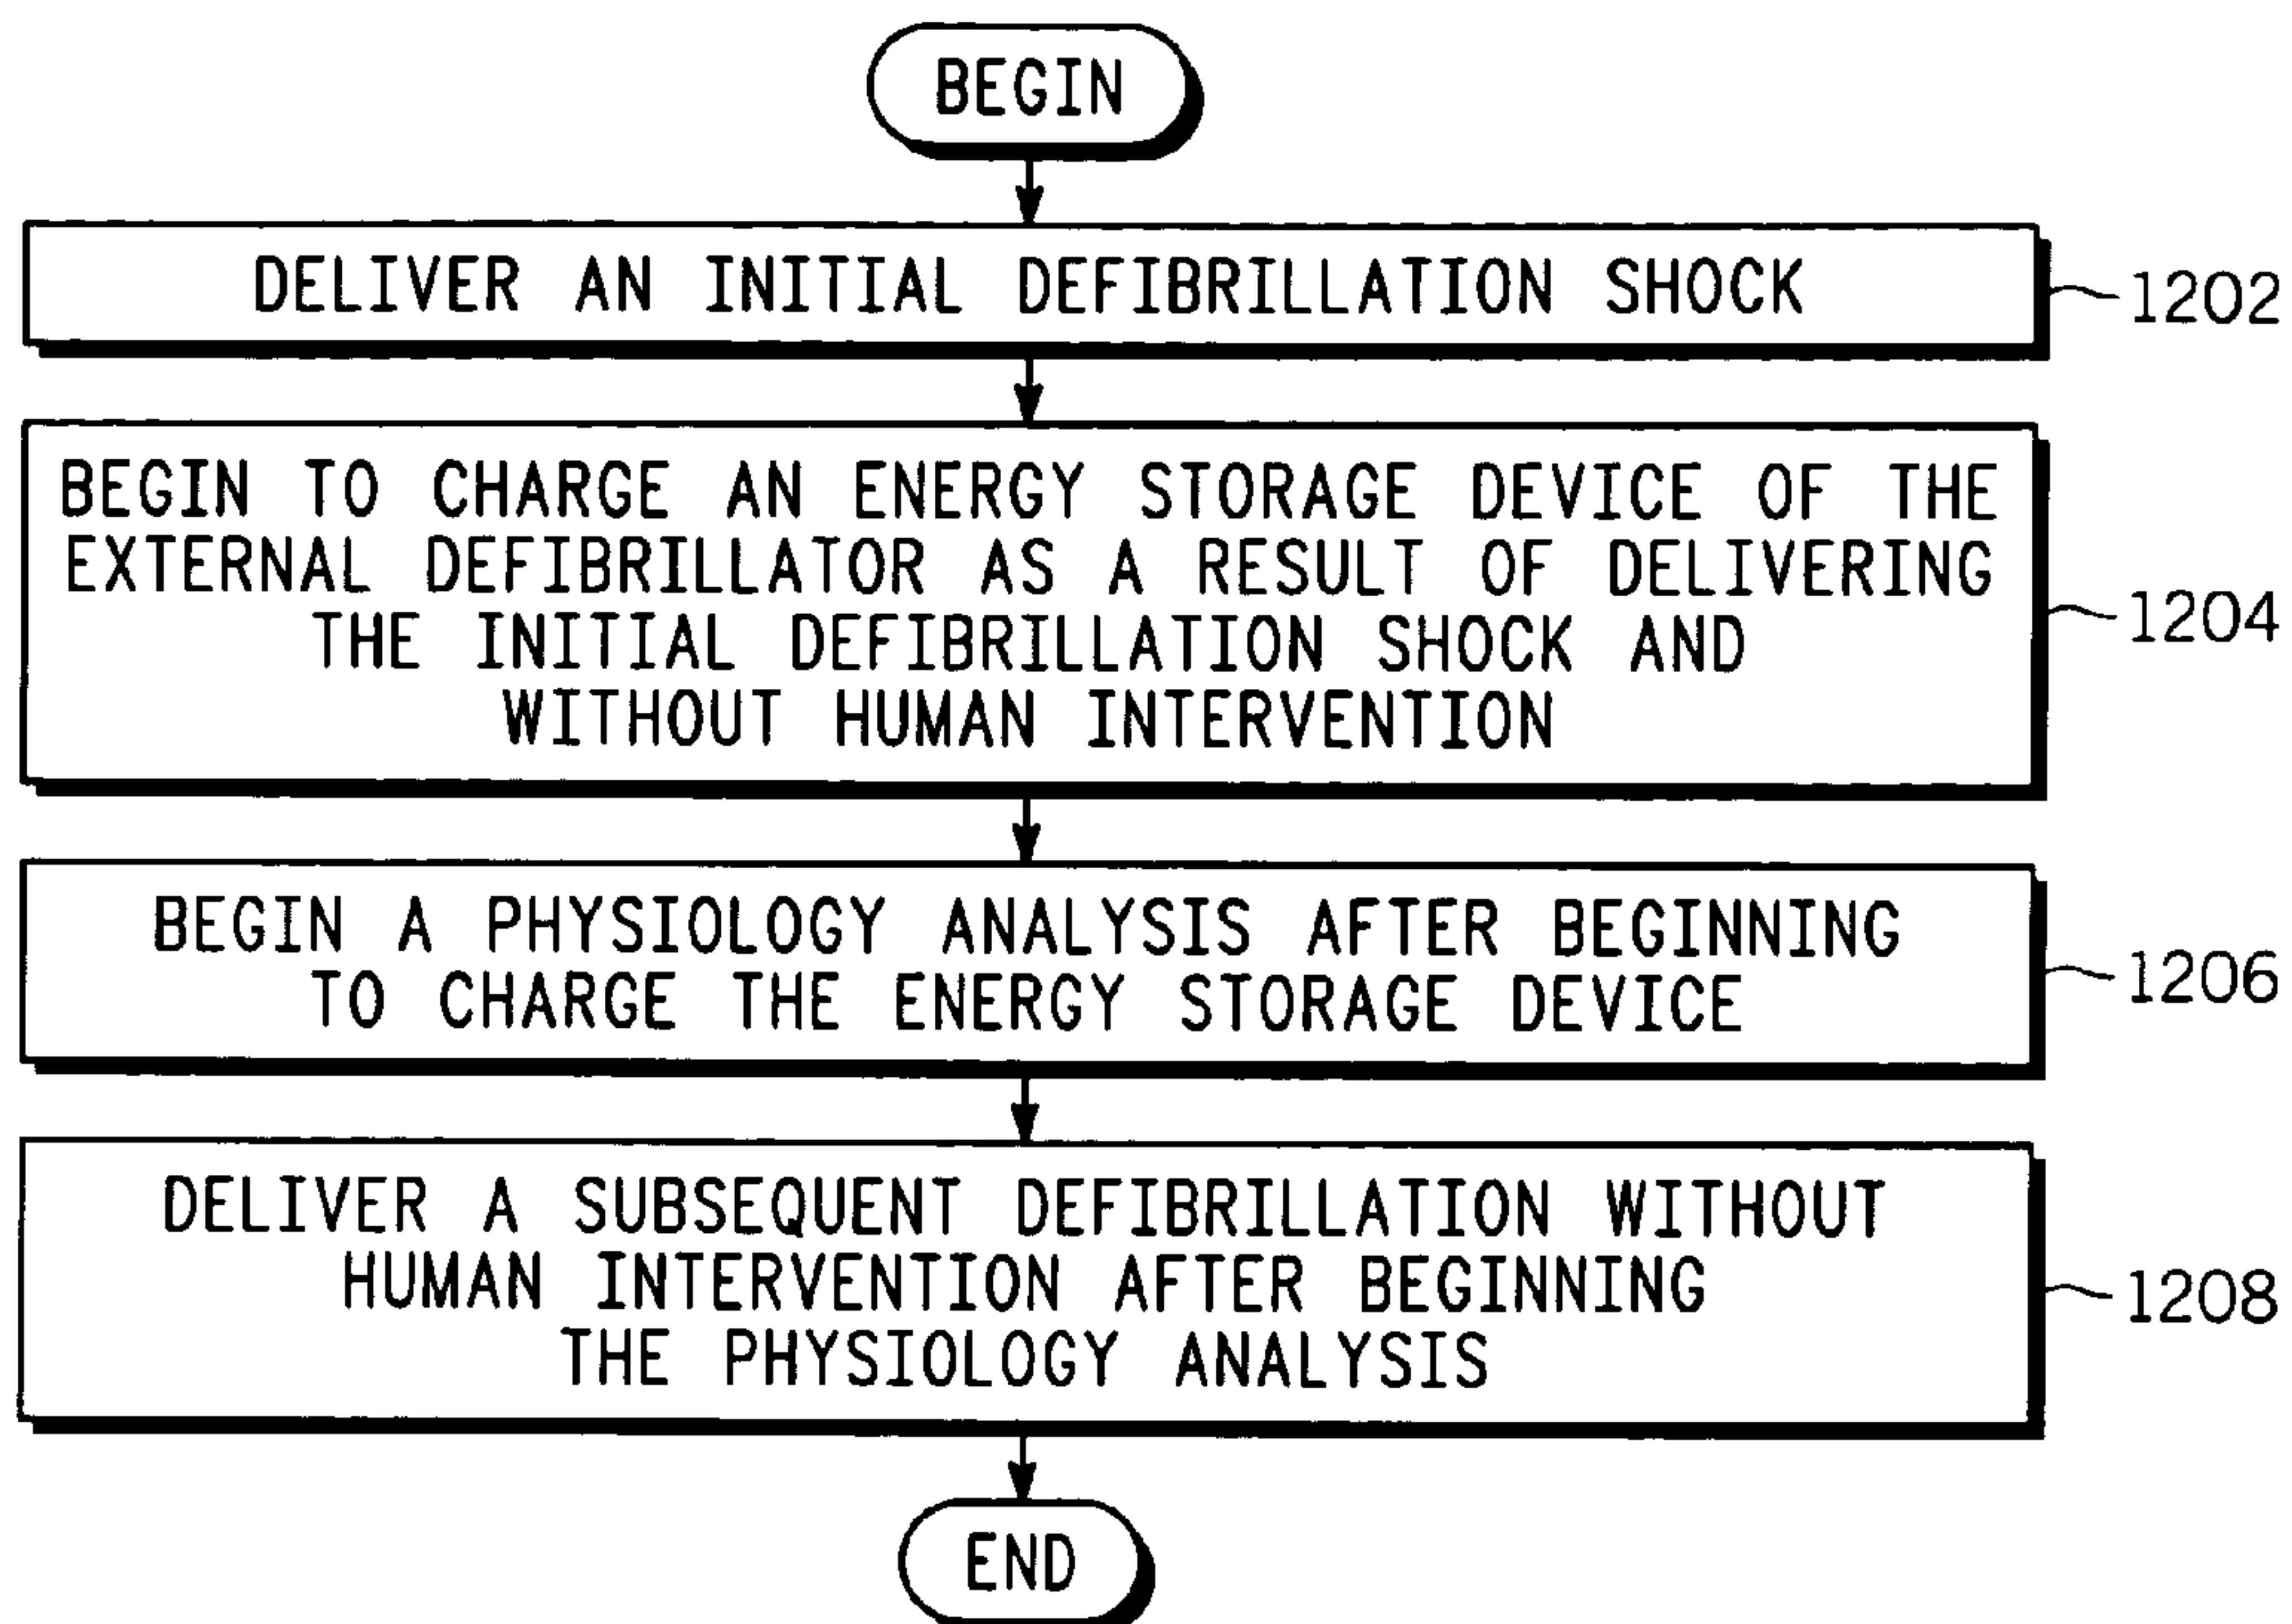 BEGIN
DELIVER AN INITIAL DEFIBRILLATION SHOCK
1202
BEGIN TO CHARGE AN ENERGY STORAGE DEVICE OF THE
EXTERNAL DEFIBRILLATOR AS A RESULT OF DELIVERING
THE INITIAL DEFIBRILLATION SHOCK AND
WITHOUT HUMAN INTERVENTION
1204
BEGIN A PHYSIOLOGY ANALYSIS AFTER BEGINNING
TO CHARGE THE ENERGY STORAGE DEVICE
1206
DELIVER A SUBSEQUENT DEFIBRILLATION WITHOUT
HUMAN INTERVENTION AFTER BEGINNING
THE PHYSIOLOGY ANALYSIS
1208
END